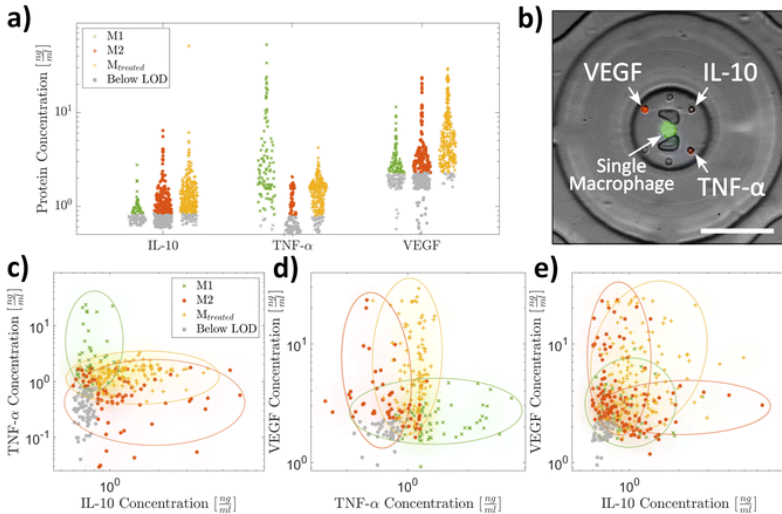 a)
M1
M2
M_treated
Below LOD
Protein Concentration [ng/ml]
10^1
10^0
IL-10
TNF-α
VEGF
b)
VEGF
IL-10
Single
Macrophage
TNF-α
c)
M1
M2
M_treated
Below LOD
TNF-α Concentration [ng/ml]
10^1
10^0
10^-1
10^0
IL-10 Concentration [ng/ml]
d)
VEGF Concentration [ng/ml]
10^1
10^0
10^0
TNF-α Concentration [ng/ml]
e)
VEGF Concentration [ng/ml]
10^1
10^0
10^0
IL-10 Concentration [ng/ml]